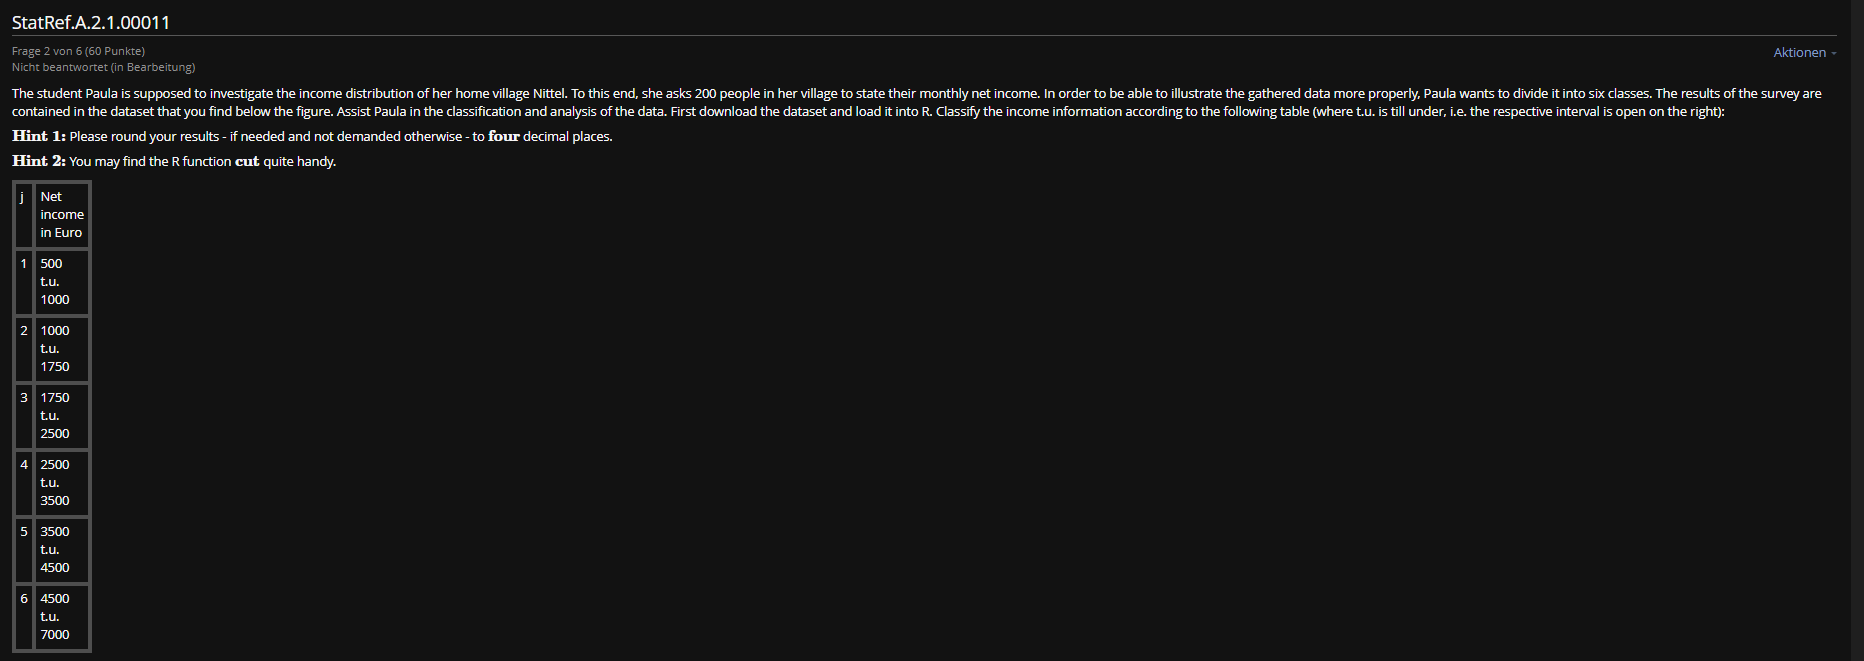 StatRef.A.2.1.00011
Frage 2 von 6 (60 Punkte)
Aktionen
Nicht beantwortet (in Bearbeitung)
The student Paula is supposed to investigate the income distribution of her home village Nittel. To this end, she asks 200 people in her village to state their monthly net income. In order to be able to illustrate the gathered data more properly, Paula wants to divide it into six classes. The results of the survey are
contained in the dataset that you find below the figure. Assist Paula in the classification and analysis of the data. First download the dataset and load it into R. Classify the income information according to the following table (where t.u. is till under, i.e. the respective interval is open on the right):
Hint 1: Please round your results - if needed and not demanded otherwise - to four decimal places.
Hint 2: You may find the R function cut quite handy.
j Net
income
in Euro
1 500
t.u.
1000
2 1000
t.u.
1750
3 1750
t.u.
2500
4 2500
t.u.
3500
5 3500
t.u.
4500
6 4500
t.u.
7000